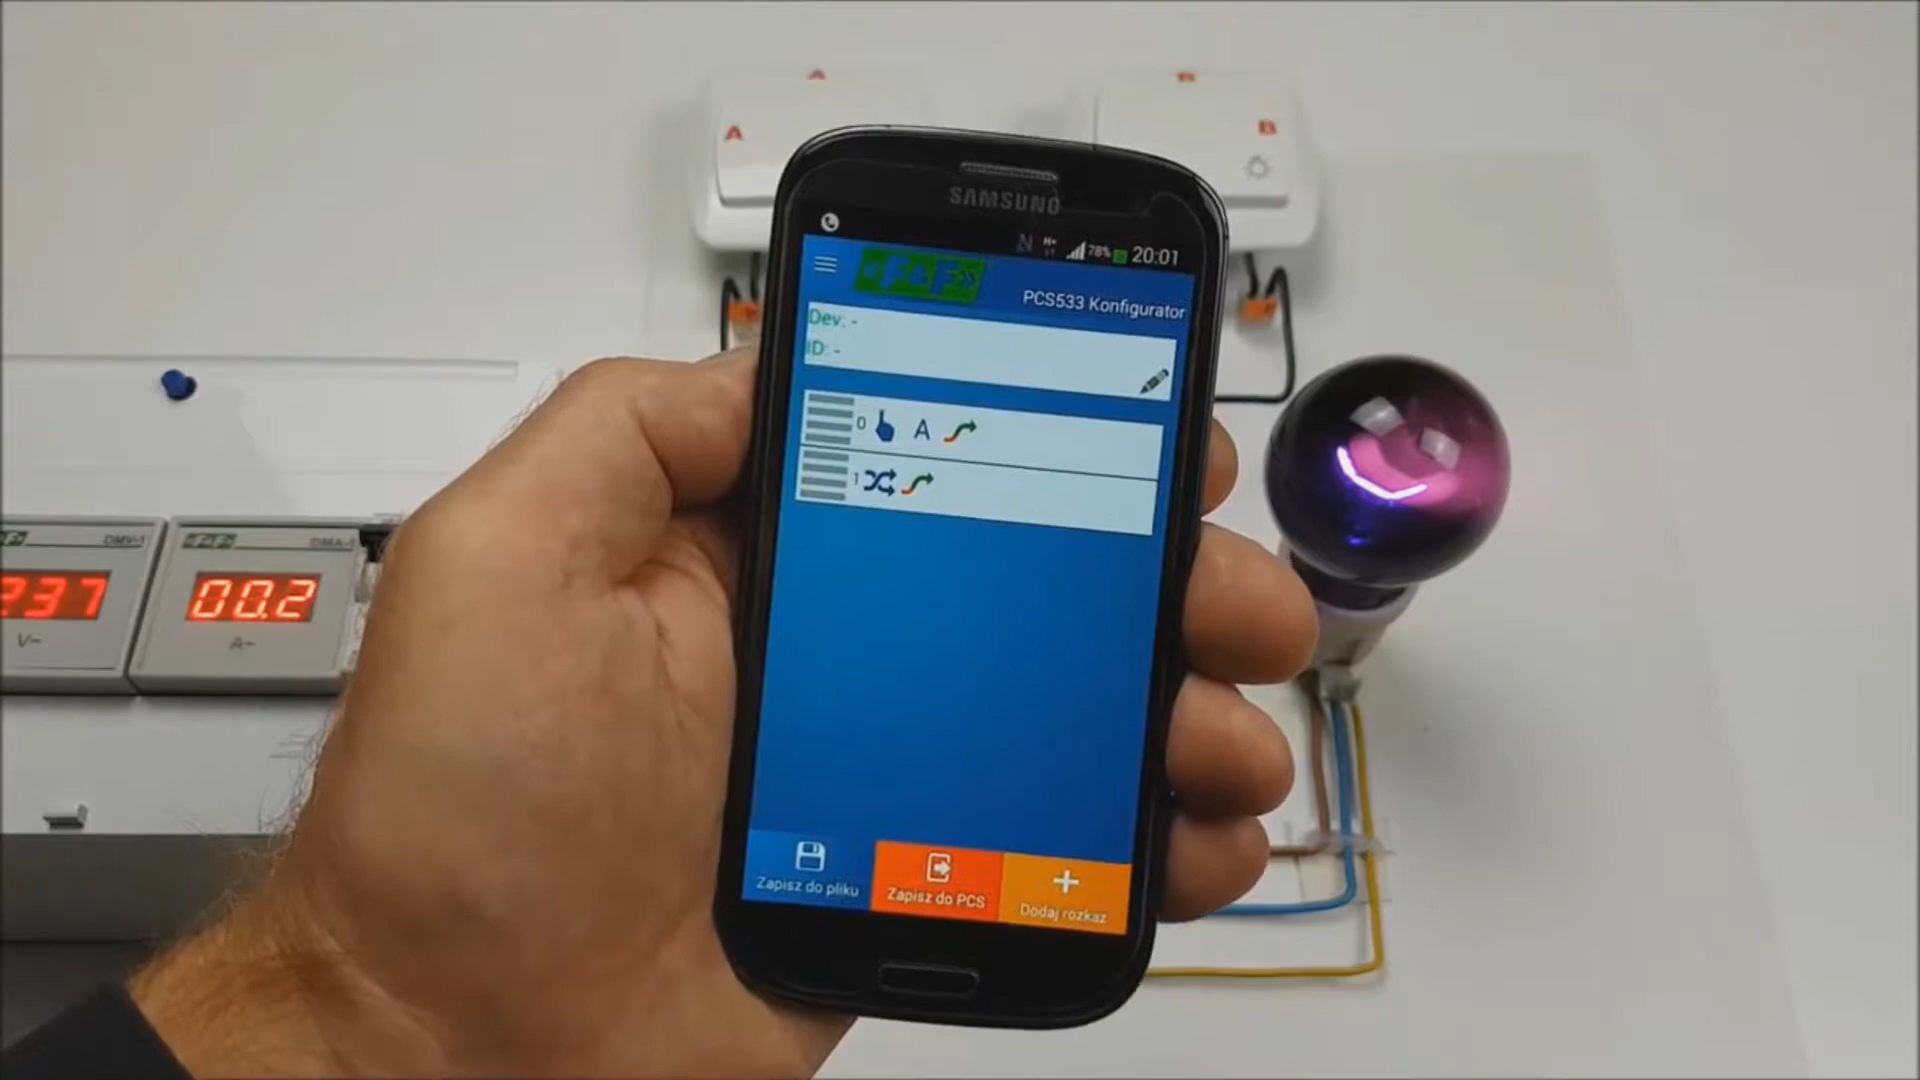 A
B
A
B
SAMSUNG
H+
78%
20:01
«F&F»
PCS533 Konfigurator
Dev: -
ID: -
0
A
1
DMV-1
237
V~
F&F
DMA-1
00.2
A~
Zapisz do pliku
Zapisz do PCS
Dodaj rozkaz